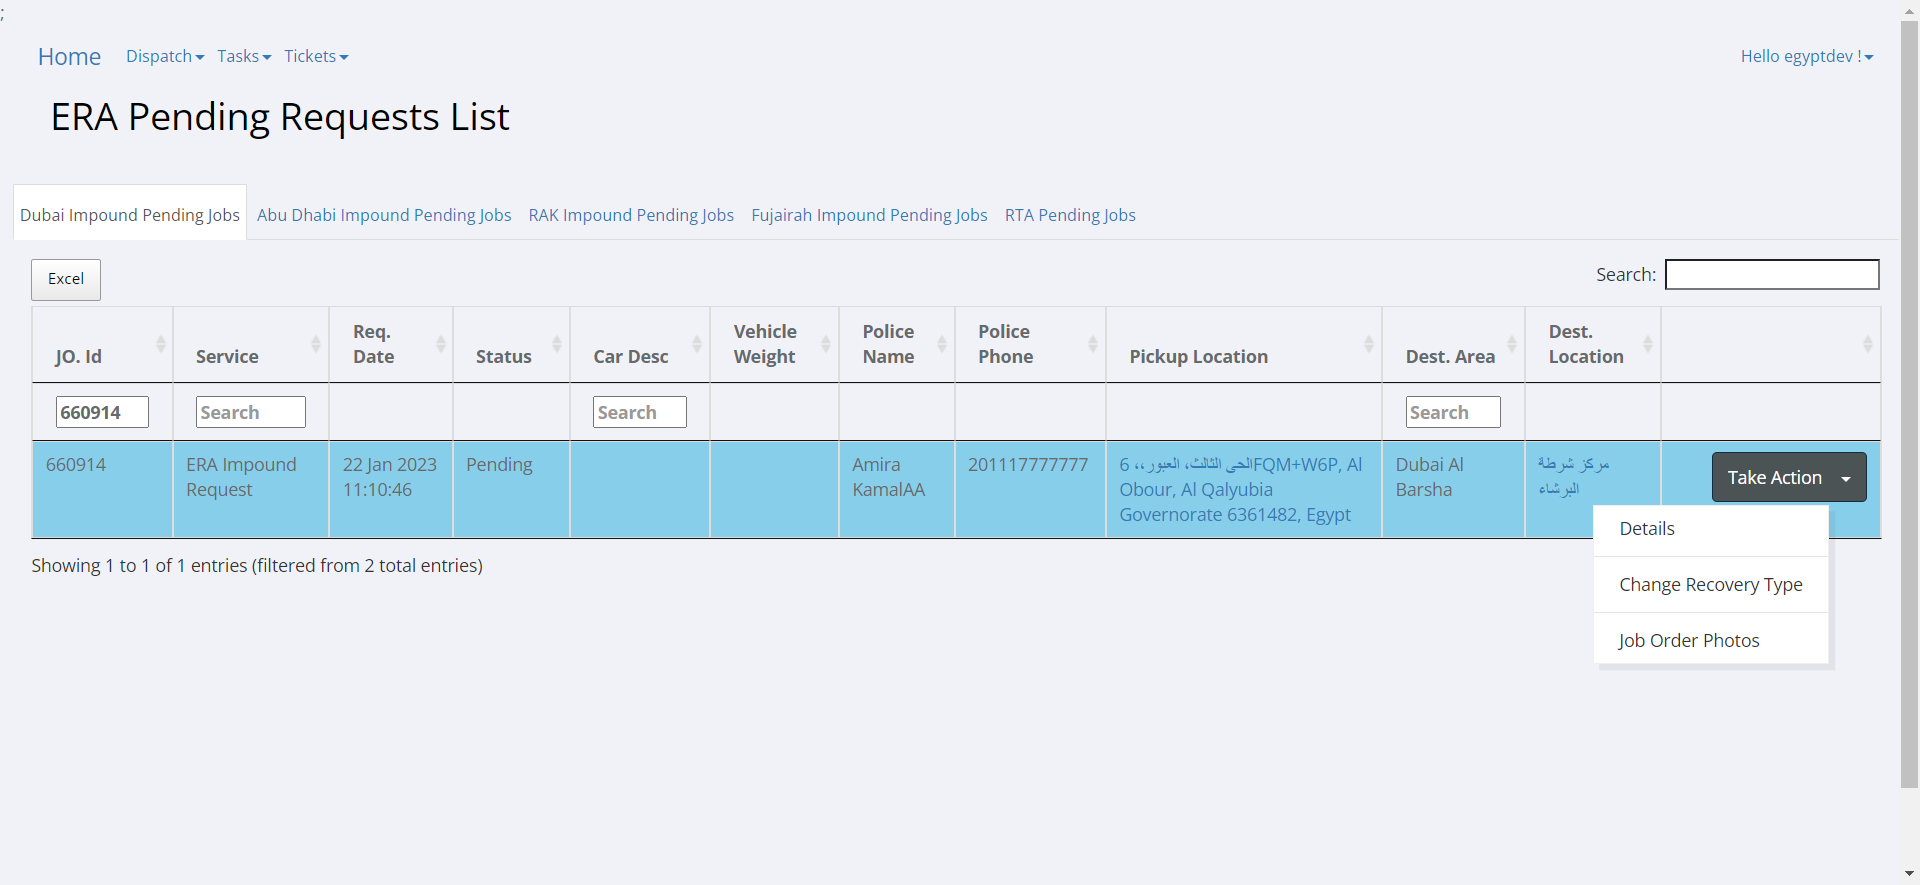 ;
Home Dispatch Tasks Tickets Hello egyptdev !
ERA Pending Requests List
Dubai Impound Pending Jobs Abu Dhabi Impound Pending Jobs RAK Impound Pending Jobs Fujairah Impound Pending Jobs RTA Pending Jobs
Excel Search:
JO. Id Service Req. Date Status Car Desc Vehicle Weight Police Name Police Phone Pickup Location Dest. Area Dest. Location
660914 Search Search Search
660914
ERA Impound
Request
22 Jan 2023
11:10:46
Pending
Amira
KamalAA
201117777777
6 الحى الثالث، العبور،،FQM+W6P, Al
Obour, Al Qalyubia
Governorate 6361482, Egypt
Dubai Al
Barsha
مركز شرطة
البرشاء
Take Action
Details
Change Recovery Type
Job Order Photos
Showing 1 to 1 of 1 entries (filtered from 2 total entries)